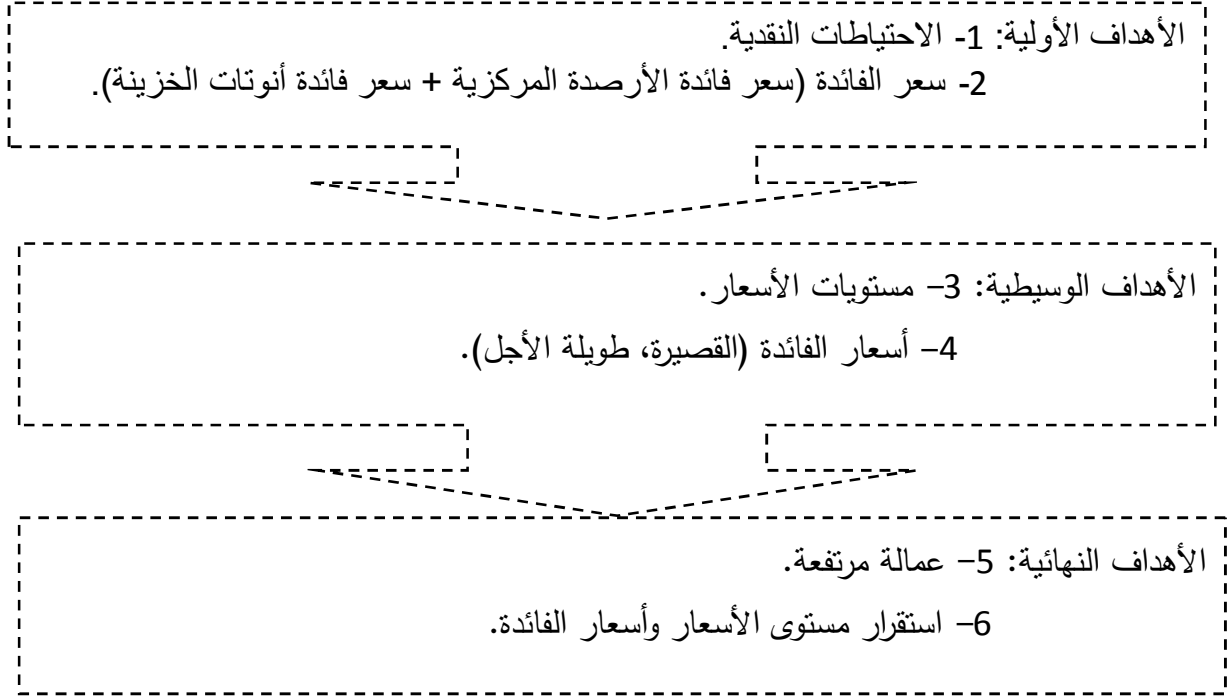 الأهداف الأولية: 1- الاحتياطات النقدية.
2- سعر الفائدة (سعر فائدة الأرصدة المركزية + سعر فائدة أنوتات الخزينة).
الأهداف الوسيطية: 3– مستويات الأسعار.
4– أسعار الفائدة (القصيرة، طويلة الأجل).
الأهداف النهائية: 5– عمالة مرتفعة.
6– استقرار مستوى الأسعار وأسعار الفائدة.